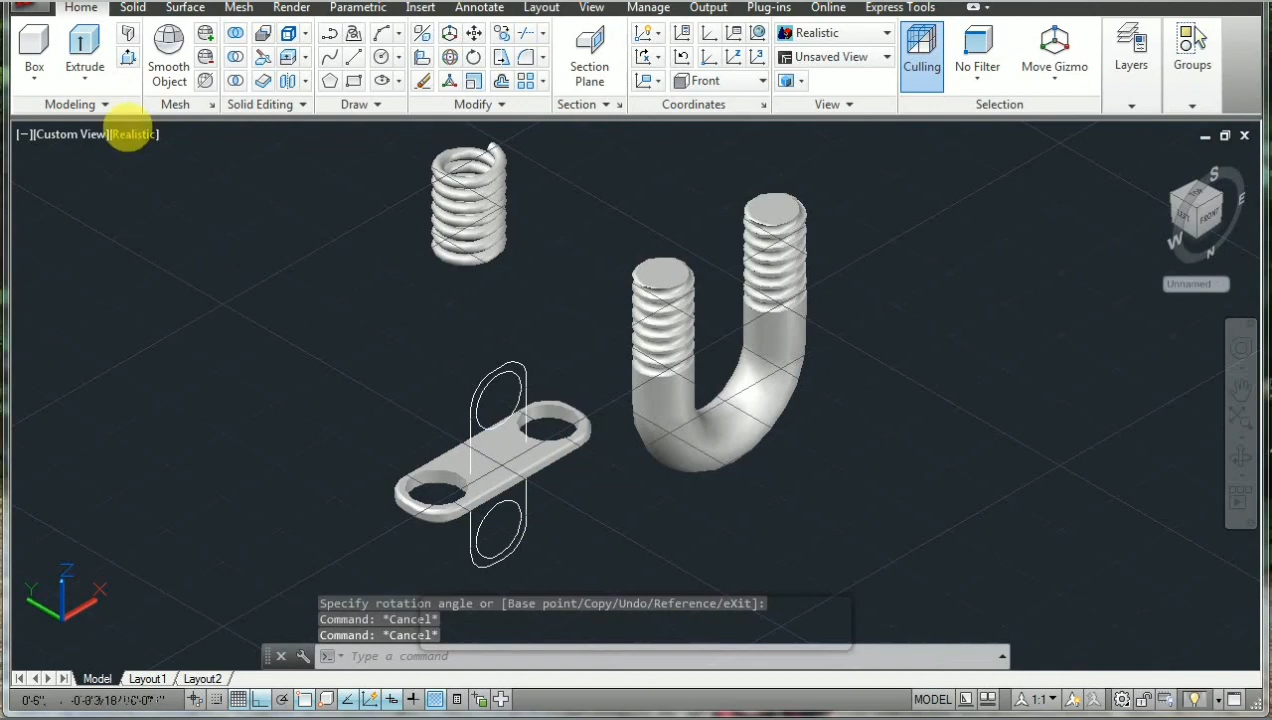 Home Solid Surface Mesh Render Parametric Insert Annotate Layout View Manage Output Plug-ins Online Express Tools
Box Extrude Smooth Object Section Plane Realistic Unsaved View Front Culling No Filter Move Gizmo Layers Groups
Modeling Mesh Solid Editing Draw Modify Section Coordinates View Selection
[−][Custom View][Realistic]
S
TOP
E
LEFT FRONT
W
N
Unnamed
Z
Y X
Specify rotation angle or [Base point/Copy/Undo/Reference/eXit]:
Command: *Cancel*
Command: *Cancel*
Type a command
Model Layout1 Layout2
MODEL 1:1